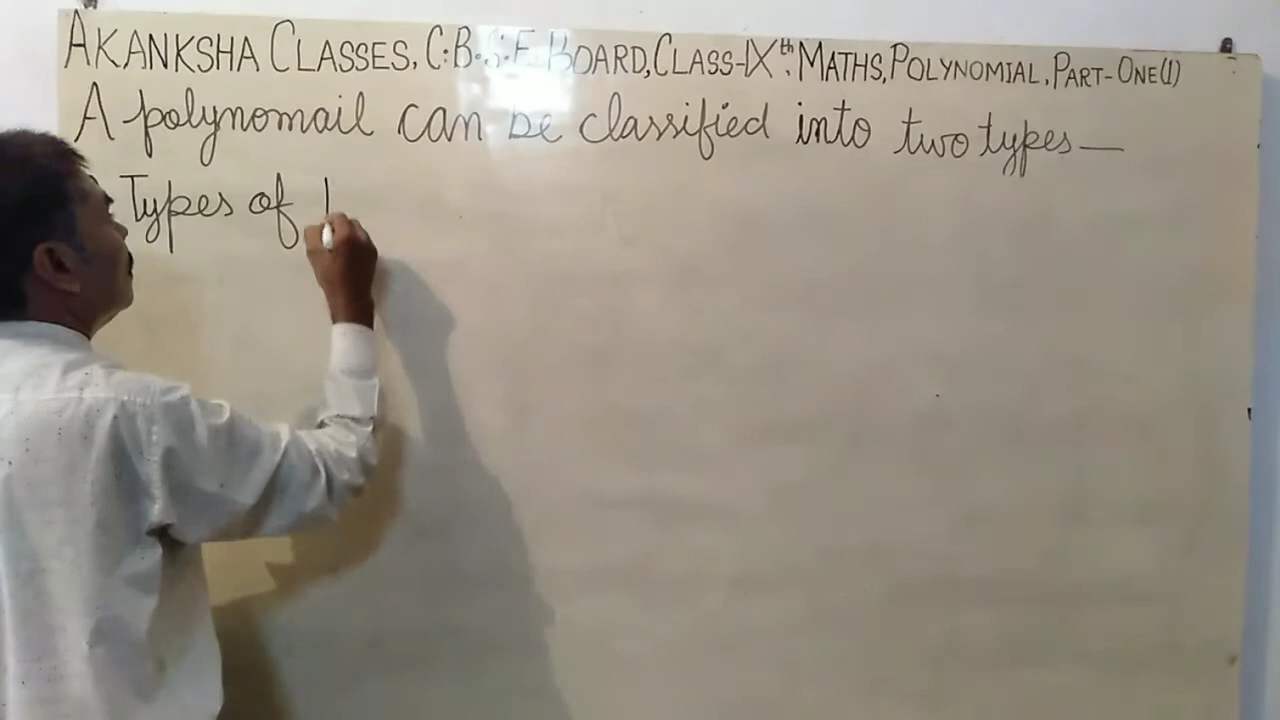 AKANKSHA CLASSES, C.B.S.E BOARD, CLASS-IXth. MATHS, POLYNOMIAL, PART-ONE(1)
A polynomail can be classified into two types—
Types of